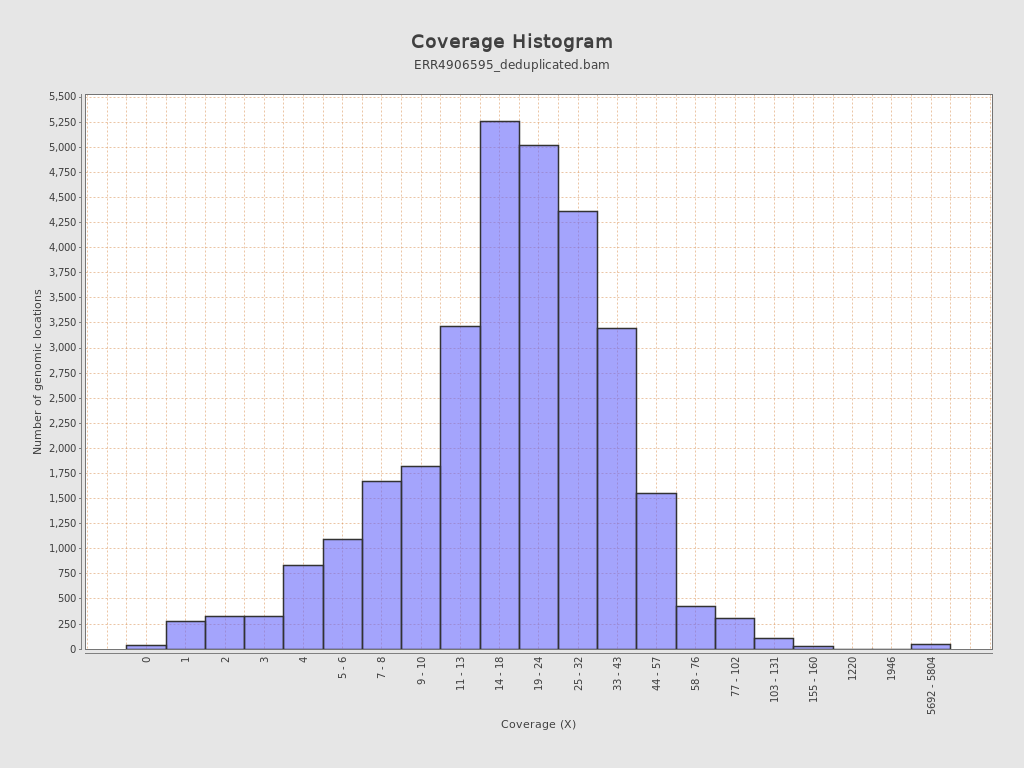 Coverage Histogram
ERR4906595_deduplicated.bam
5,500
5,250
5,000
4,750
4,500
4,250
4,000
3,750
3,500
3,250
3,000
2,750
2,500
2,250
2,000
1,750
1,500
1,250
1,000
750
500
250
0
Number of genomic locations
0
1
2
3
4
5 - 6
7 - 8
9 - 10
11 - 13
14 - 18
19 - 24
25 - 32
33 - 43
44 - 57
58 - 76
77 - 102
103 - 131
155 - 160
1220
1946
5692 - 5804
Coverage (X)